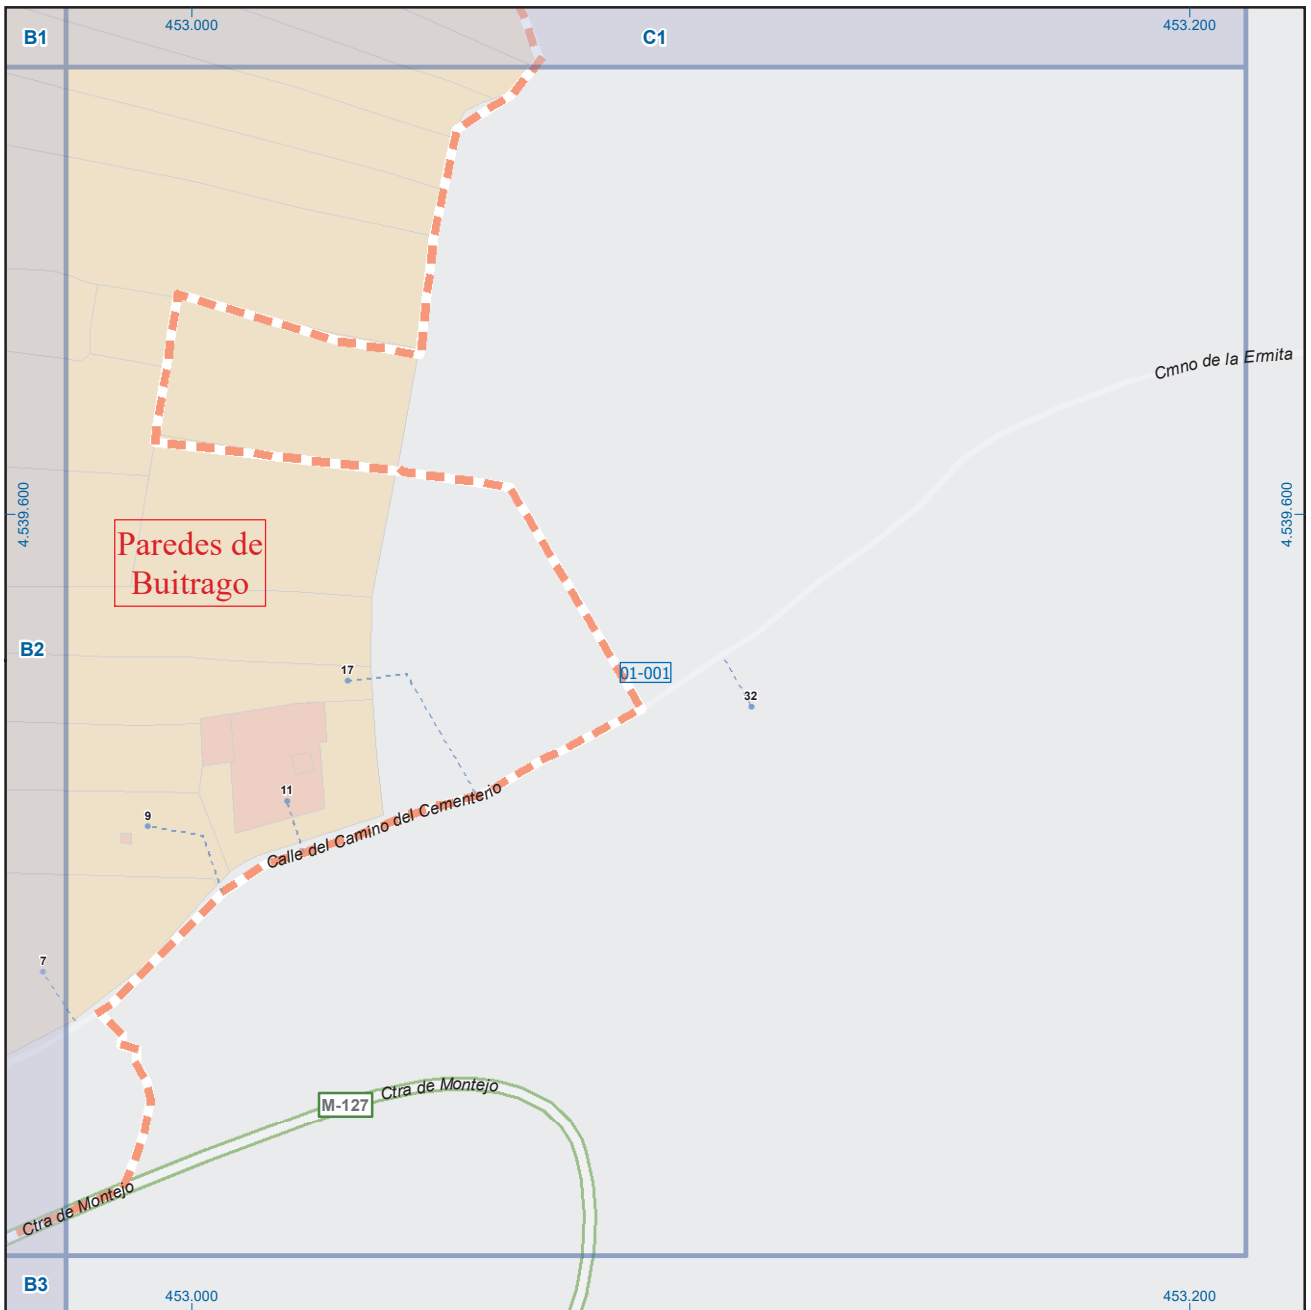 453.000
453.200
B1
C1
Cmno de la Ermita
4.539.600
4.539.600
Paredes de
Buitrago
B2
17
01-001
32
11
9
Calle del Camino del Cementerio
7
Ctra de Montejo
M-127
Ctra de Montejo
B3
453.000
453.200